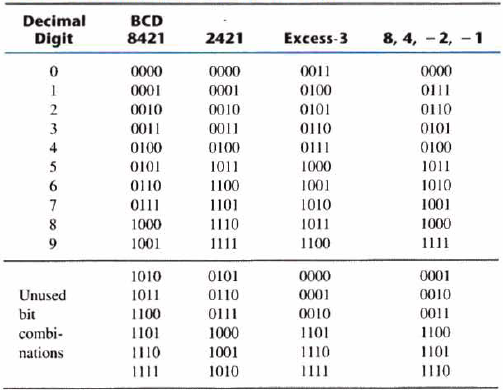 Decimal BCD
Digit 8421 2421 Excess-3 8, 4, −2, −1
0 0000 0000 0011 0000
1 0001 0001 0100 0111
2 0010 0010 0101 0110
3 0011 0011 0110 0101
4 0100 0100 0111 0100
5 0101 1011 1000 1011
6 0110 1100 1001 1010
7 0111 1101 1010 1001
8 1000 1110 1011 1000
9 1001 1111 1100 1111
1010 0101 0000 0001
Unused 1011 0110 0001 0010
bit 1100 0111 0010 0011
combi- 1101 1000 1101 1100
nations 1110 1001 1110 1101
1111 1010 1111 1110